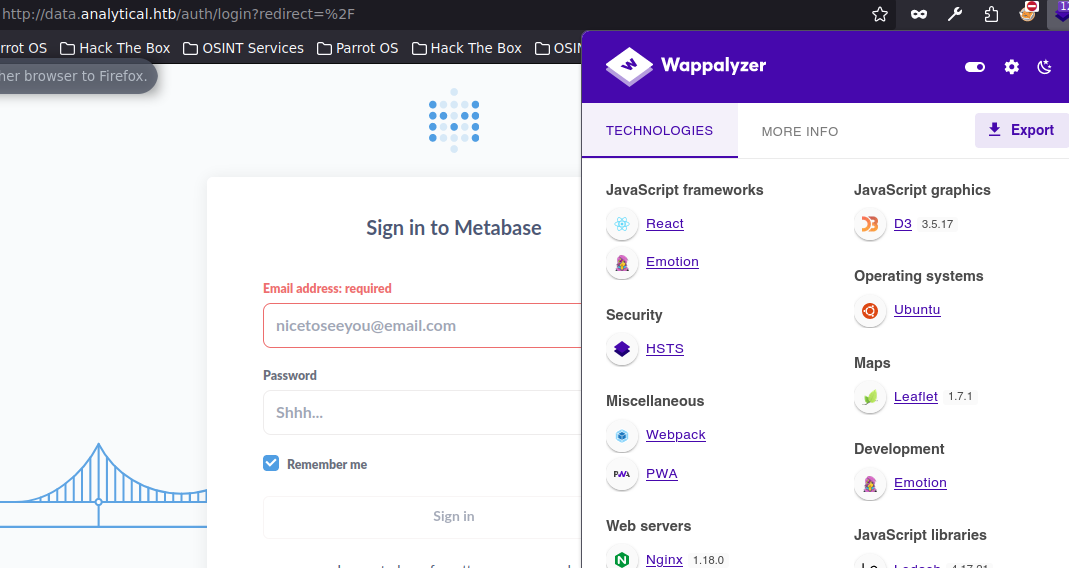 http://data.analytical.htb/auth/login?redirect=%2F
rrot OS Hack The Box OSINT Services Parrot OS Hack The Box OSIN
her browser to Firefox.
Sign in to Metabase
Email address: required
nicetoseeyou@email.com
Password
Shhh...
Remember me
Sign in
Wappalyzer
TECHNOLOGIES
MORE INFO
Export
JavaScript frameworks
React
Emotion
Security
HSTS
Miscellaneous
Webpack
PWA
PWA
Web servers
Nginx 1.18.0
JavaScript graphics
D3 3.5.17
Operating systems
Ubuntu
Maps
Leaflet 1.7.1
Development
Emotion
JavaScript libraries